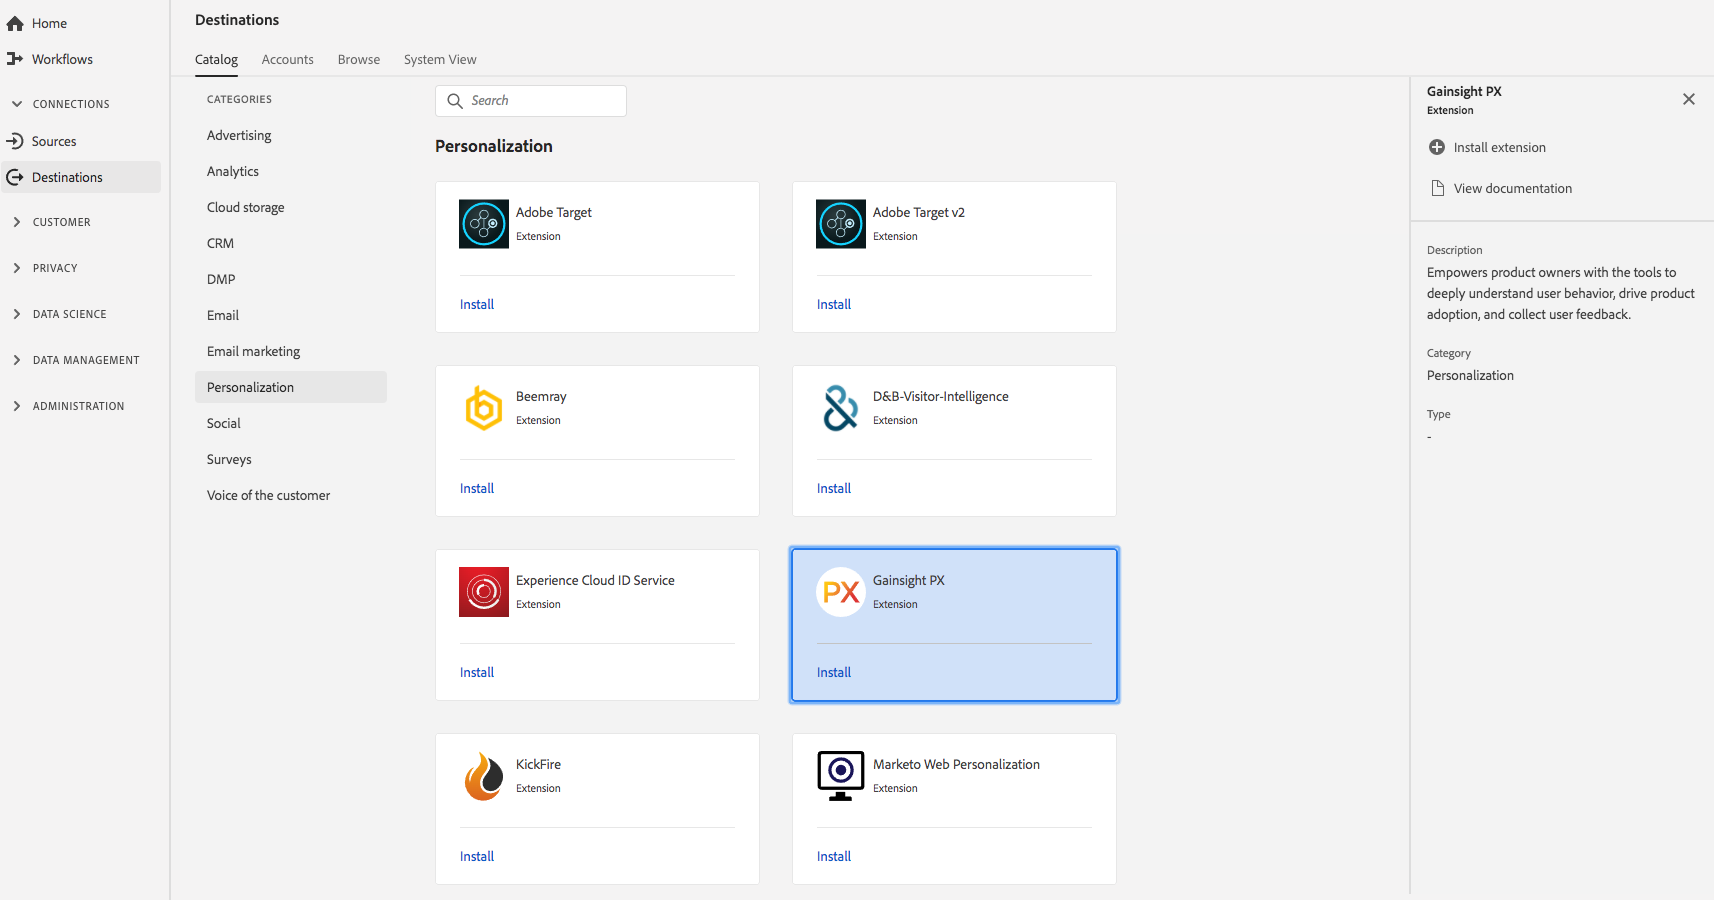 Home
Workflows
CONNECTIONS
Sources
Destinations
CUSTOMER
PRIVACY
DATA SCIENCE
DATA MANAGEMENT
ADMINISTRATION
Destinations
Catalog
Accounts
Browse
System View
CATEGORIES
Advertising
Analytics
Cloud storage
CRM
DMP
Email
Email marketing
Personalization
Social
Surveys
Voice of the customer
Search
Personalization
Adobe Target
Extension
Install
Adobe Target v2
Extension
Install
Beemray
Extension
Install
D&B-Visitor-Intelligence
Extension
Install
Experience Cloud ID Service
Extension
Install
PX
Gainsight PX
Extension
Install
KickFire
Extension
Install
Marketo Web Personalization
Extension
Install
Gainsight PX
Extension
Install extension
View documentation
Description
Empowers product owners with the tools to
deeply understand user behavior, drive product
adoption, and collect user feedback.
Category
Personalization
Type
-